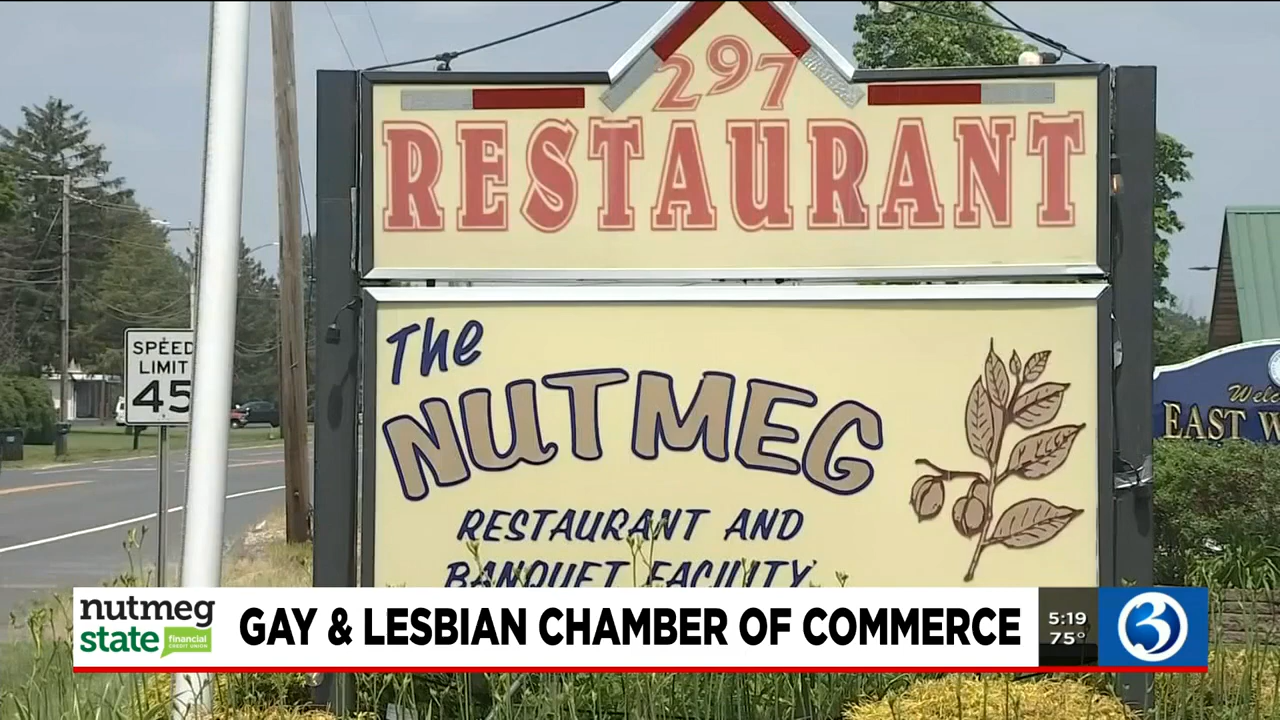 297
RESTAURANT
The
NUTMEG
RESTAURANT AND
BANQUET FACILITY
SPEED
LIMIT
45
EAST
nutmeg
state
financial
CREDIT UNION
GAY & LESBIAN CHAMBER OF COMMERCE
5:19
75°
3